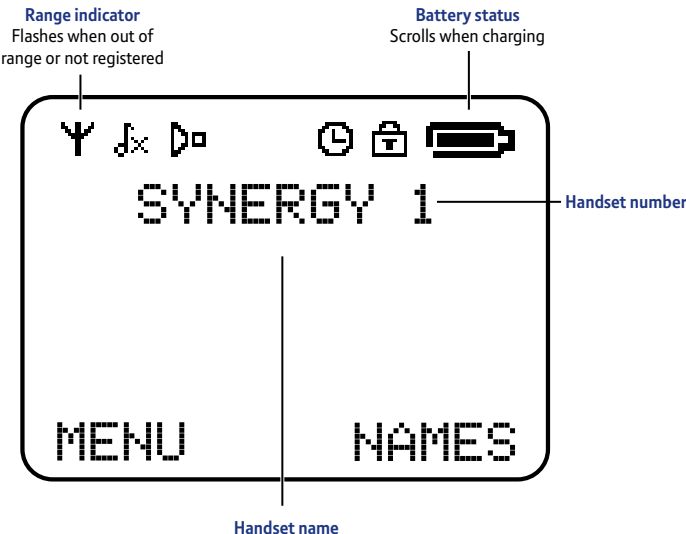 Range indicator
Flashes when out of
range or not registered
Battery status
Scrolls when charging
SYNERGY 1
Handset number
MENU
NAMES
Handset name